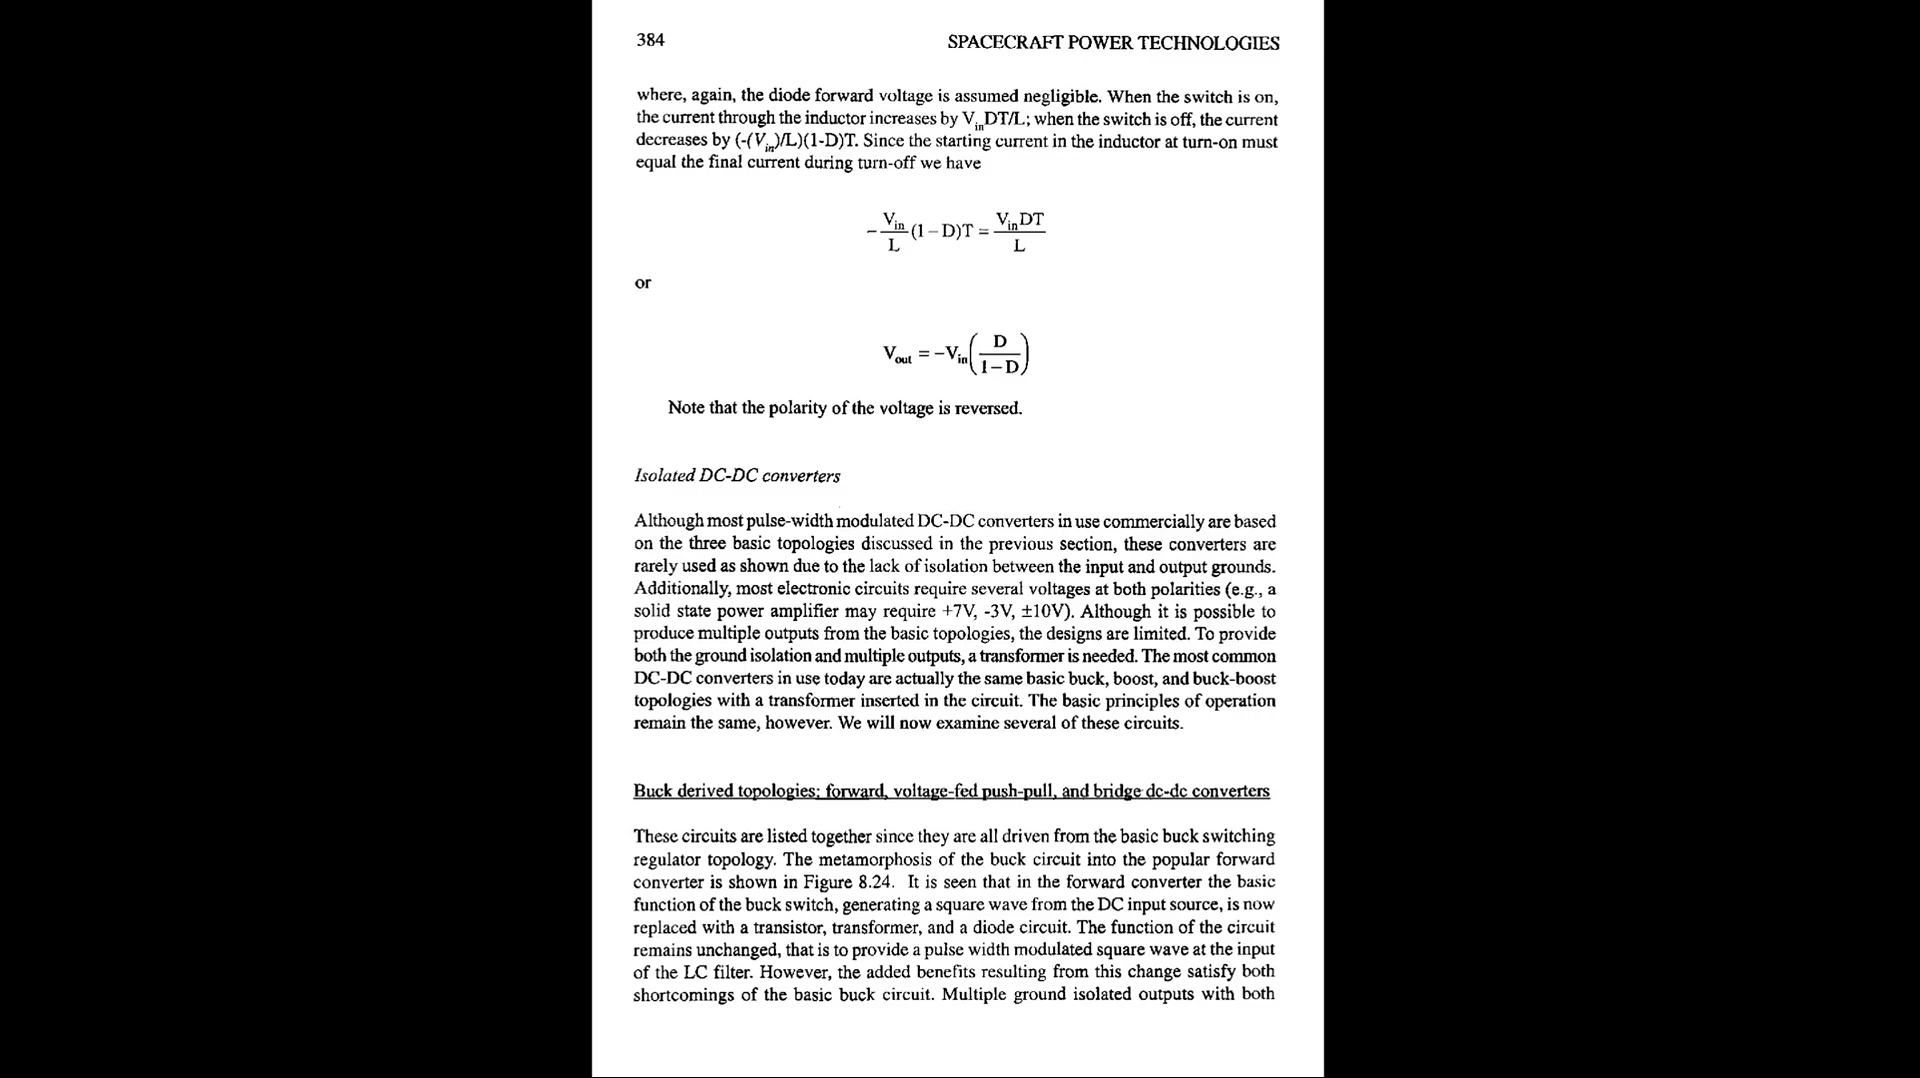 384
SPACECRAFT POWER TECHNOLOGIES
where, again, the diode forward voltage is assumed negligible. When the switch is on,
the current through the inductor increases by V_in DT/L; when the switch is off, the current
decreases by (-(V_in)/L)(1-D)T. Since the starting current in the inductor at turn-on must
equal the final current during turn-off we have
-V_in/L (1-D)T = V_in DT/L
or
V_out = -V_in(D/(1-D))
Note that the polarity of the voltage is reversed.
Isolated DC-DC converters
Although most pulse-width modulated DC-DC converters in use commercially are based
on the three basic topologies discussed in the previous section, these converters are
rarely used as shown due to the lack of isolation between the input and output grounds.
Additionally, most electronic circuits require several voltages at both polarities (e.g., a
solid state power amplifier may require +7V, -3V, ±10V). Although it is possible to
produce multiple outputs from the basic topologies, the designs are limited. To provide
both the ground isolation and multiple outputs, a transformer is needed. The most common
DC-DC converters in use today are actually the same basic buck, boost, and buck-boost
topologies with a transformer inserted in the circuit. The basic principles of operation
remain the same, however. We will now examine several of these circuits.
Buck derived topologies: forward, voltage-fed push-pull, and bridge dc-dc converters
These circuits are listed together since they are all driven from the basic buck switching
regulator topology. The metamorphosis of the buck circuit into the popular forward
converter is shown in Figure 8.24. It is seen that in the forward converter the basic
function of the buck switch, generating a square wave from the DC input source, is now
replaced with a transistor, transformer, and a diode circuit. The function of the circuit
remains unchanged, that is to provide a pulse width modulated square wave at the input
of the LC filter. However, the added benefits resulting from this change satisfy both
shortcomings of the basic buck circuit. Multiple ground isolated outputs with both